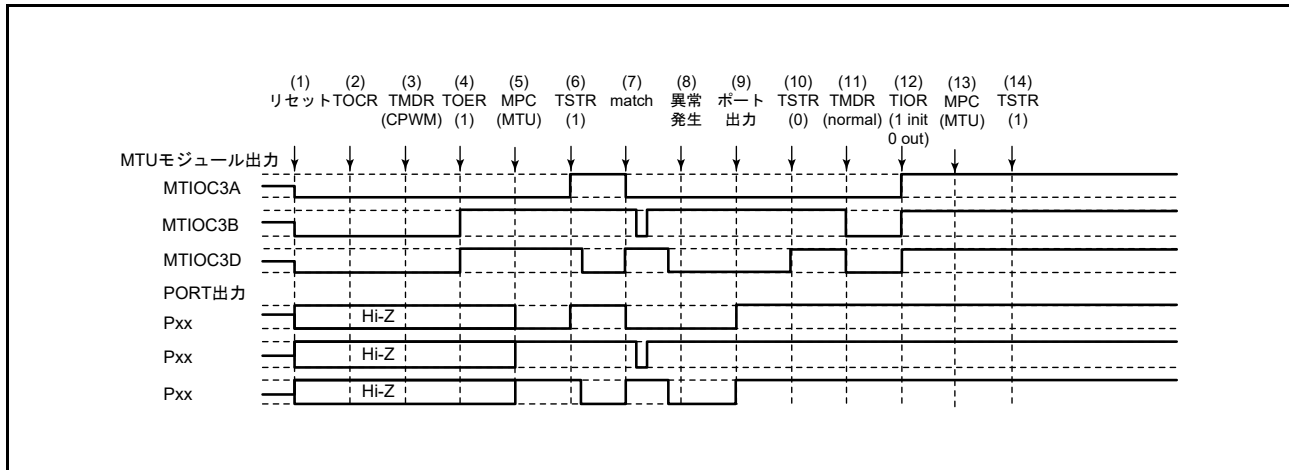 (1) (2) (3) (4) (5) (6) (7) (8) (9) (10) (11) (12) (13) (14)
リセット TOCR TMDR TOER MPC TSTR match 異常 ポート TSTR TMDR TIOR MPC TSTR
(CPWM) (1) (MTU) (1) 発生 出力 (0) (normal) (1 init (MTU) (1)
0 out)
MTUモジュール出力
MTIOC3A
MTIOC3B
MTIOC3D
PORT出力
Hi-Z
Pxx
Hi-Z
Pxx
Hi-Z
Pxx